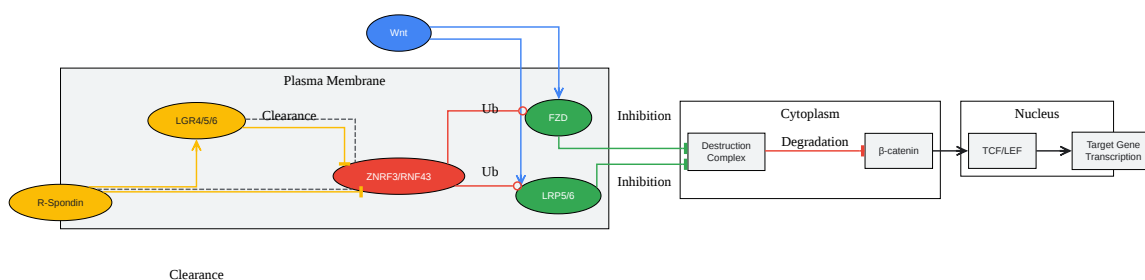 Wnt
Plasma Membrane
LGR4/5/6
Clearance
Ub
FZD
Inhibition
Cytoplasm
Nucleus
Destruction
Complex
Degradation
β-catenin
TCF/LEF
Target Gene
Transcription
ZNRF3/RNF43
Ub
LRP5/6
Inhibition
R-Spondin
Clearance